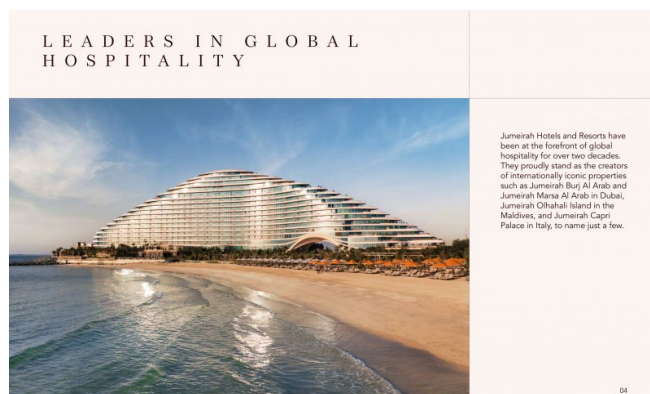 LEADERS IN GLOBAL
HOSPITALITY
Jumeirah Hotels and Resorts have
been at the forefront of global
hospitality for over two decades.
They proudly stand as the creators
of internationally iconic properties
such as Jumeirah Burj Al Arab and
Jumeirah Marsa Al Arab in Dubai,
Jumeirah Olhahali Island in the
Maldives, and Jumeirah Capri
Palace in Italy, to name just a few.
04